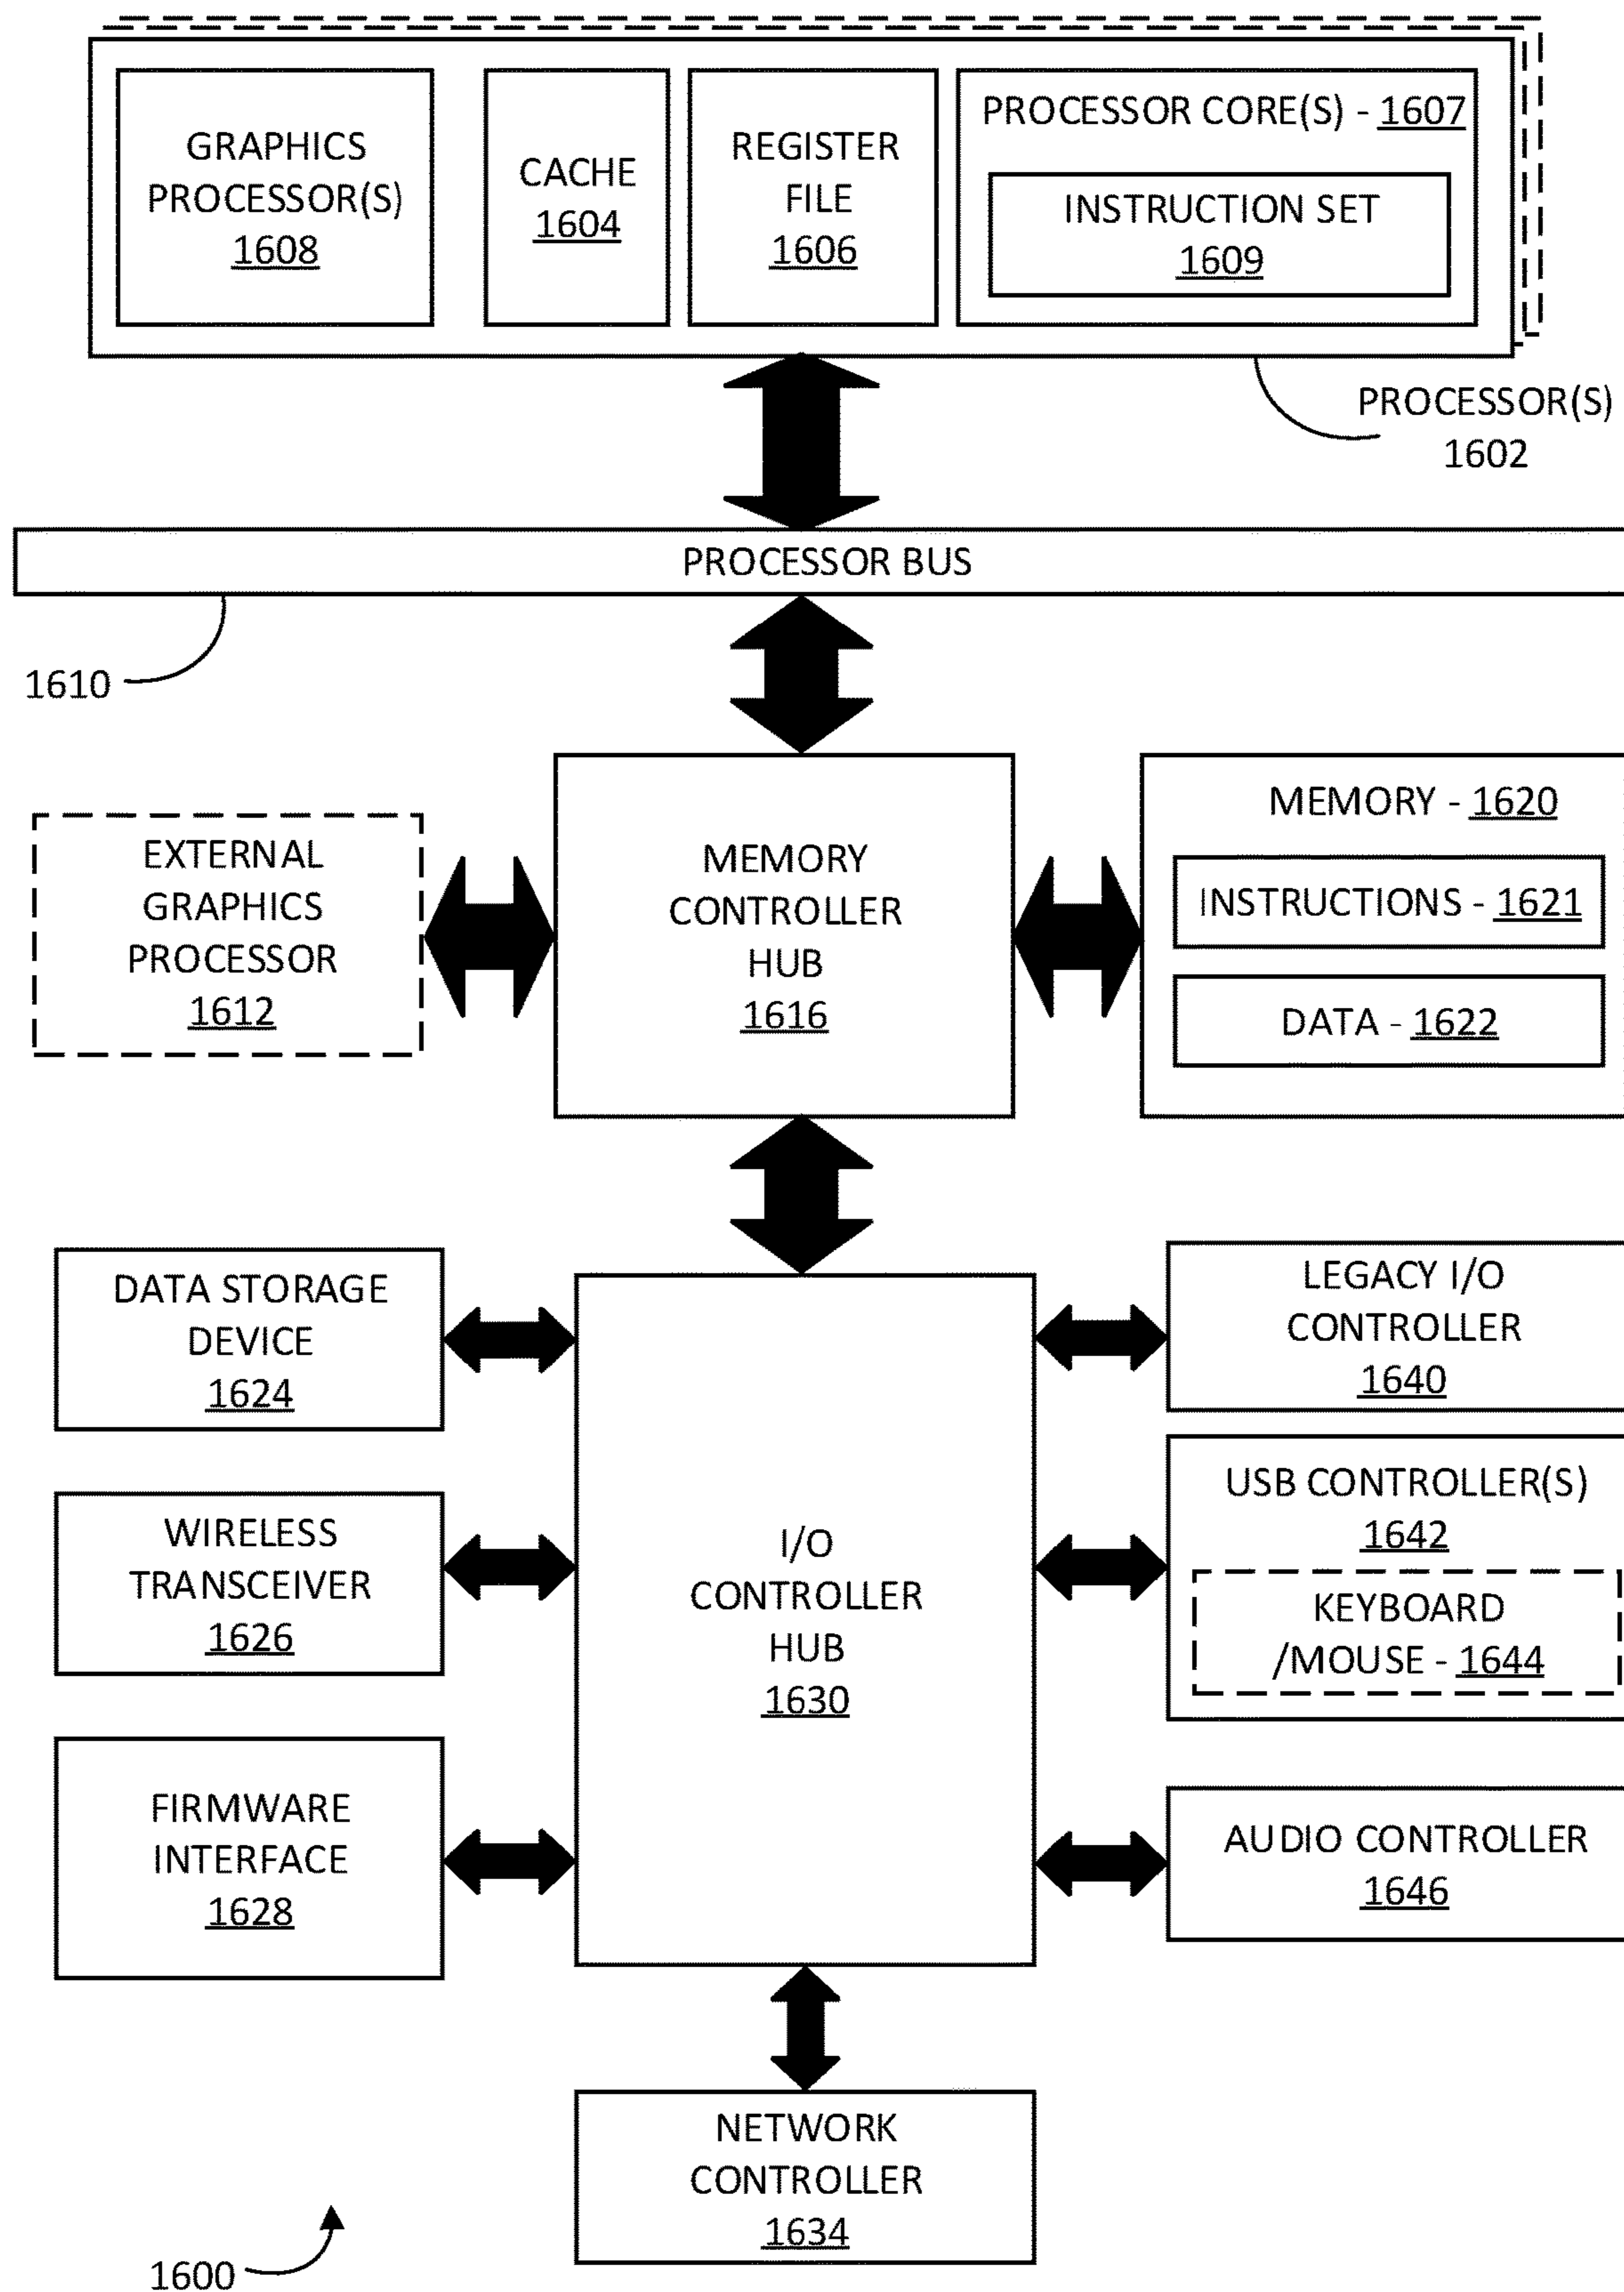 GRAPHICS
PROCESSOR(S)
1608
CACHE
1604
REGISTER
FILE
1606
PROCESSOR CORE(S) - 1607
INSTRUCTION SET
1609
PROCESSOR(S)
1602
PROCESSOR BUS
1610
EXTERNAL
GRAPHICS
PROCESSOR
1612
MEMORY
CONTROLLER
HUB
1616
MEMORY - 1620
INSTRUCTIONS - 1621
DATA - 1622
DATA STORAGE
DEVICE
1624
WIRELESS
TRANSCEIVER
1626
FIRMWARE
INTERFACE
1628
I/O
CONTROLLER
HUB
1630
LEGACY I/O
CONTROLLER
1640
USB CONTROLLER(S)
1642
KEYBOARD
/MOUSE - 1644
AUDIO CONTROLLER
1646
NETWORK
CONTROLLER
1634
1600